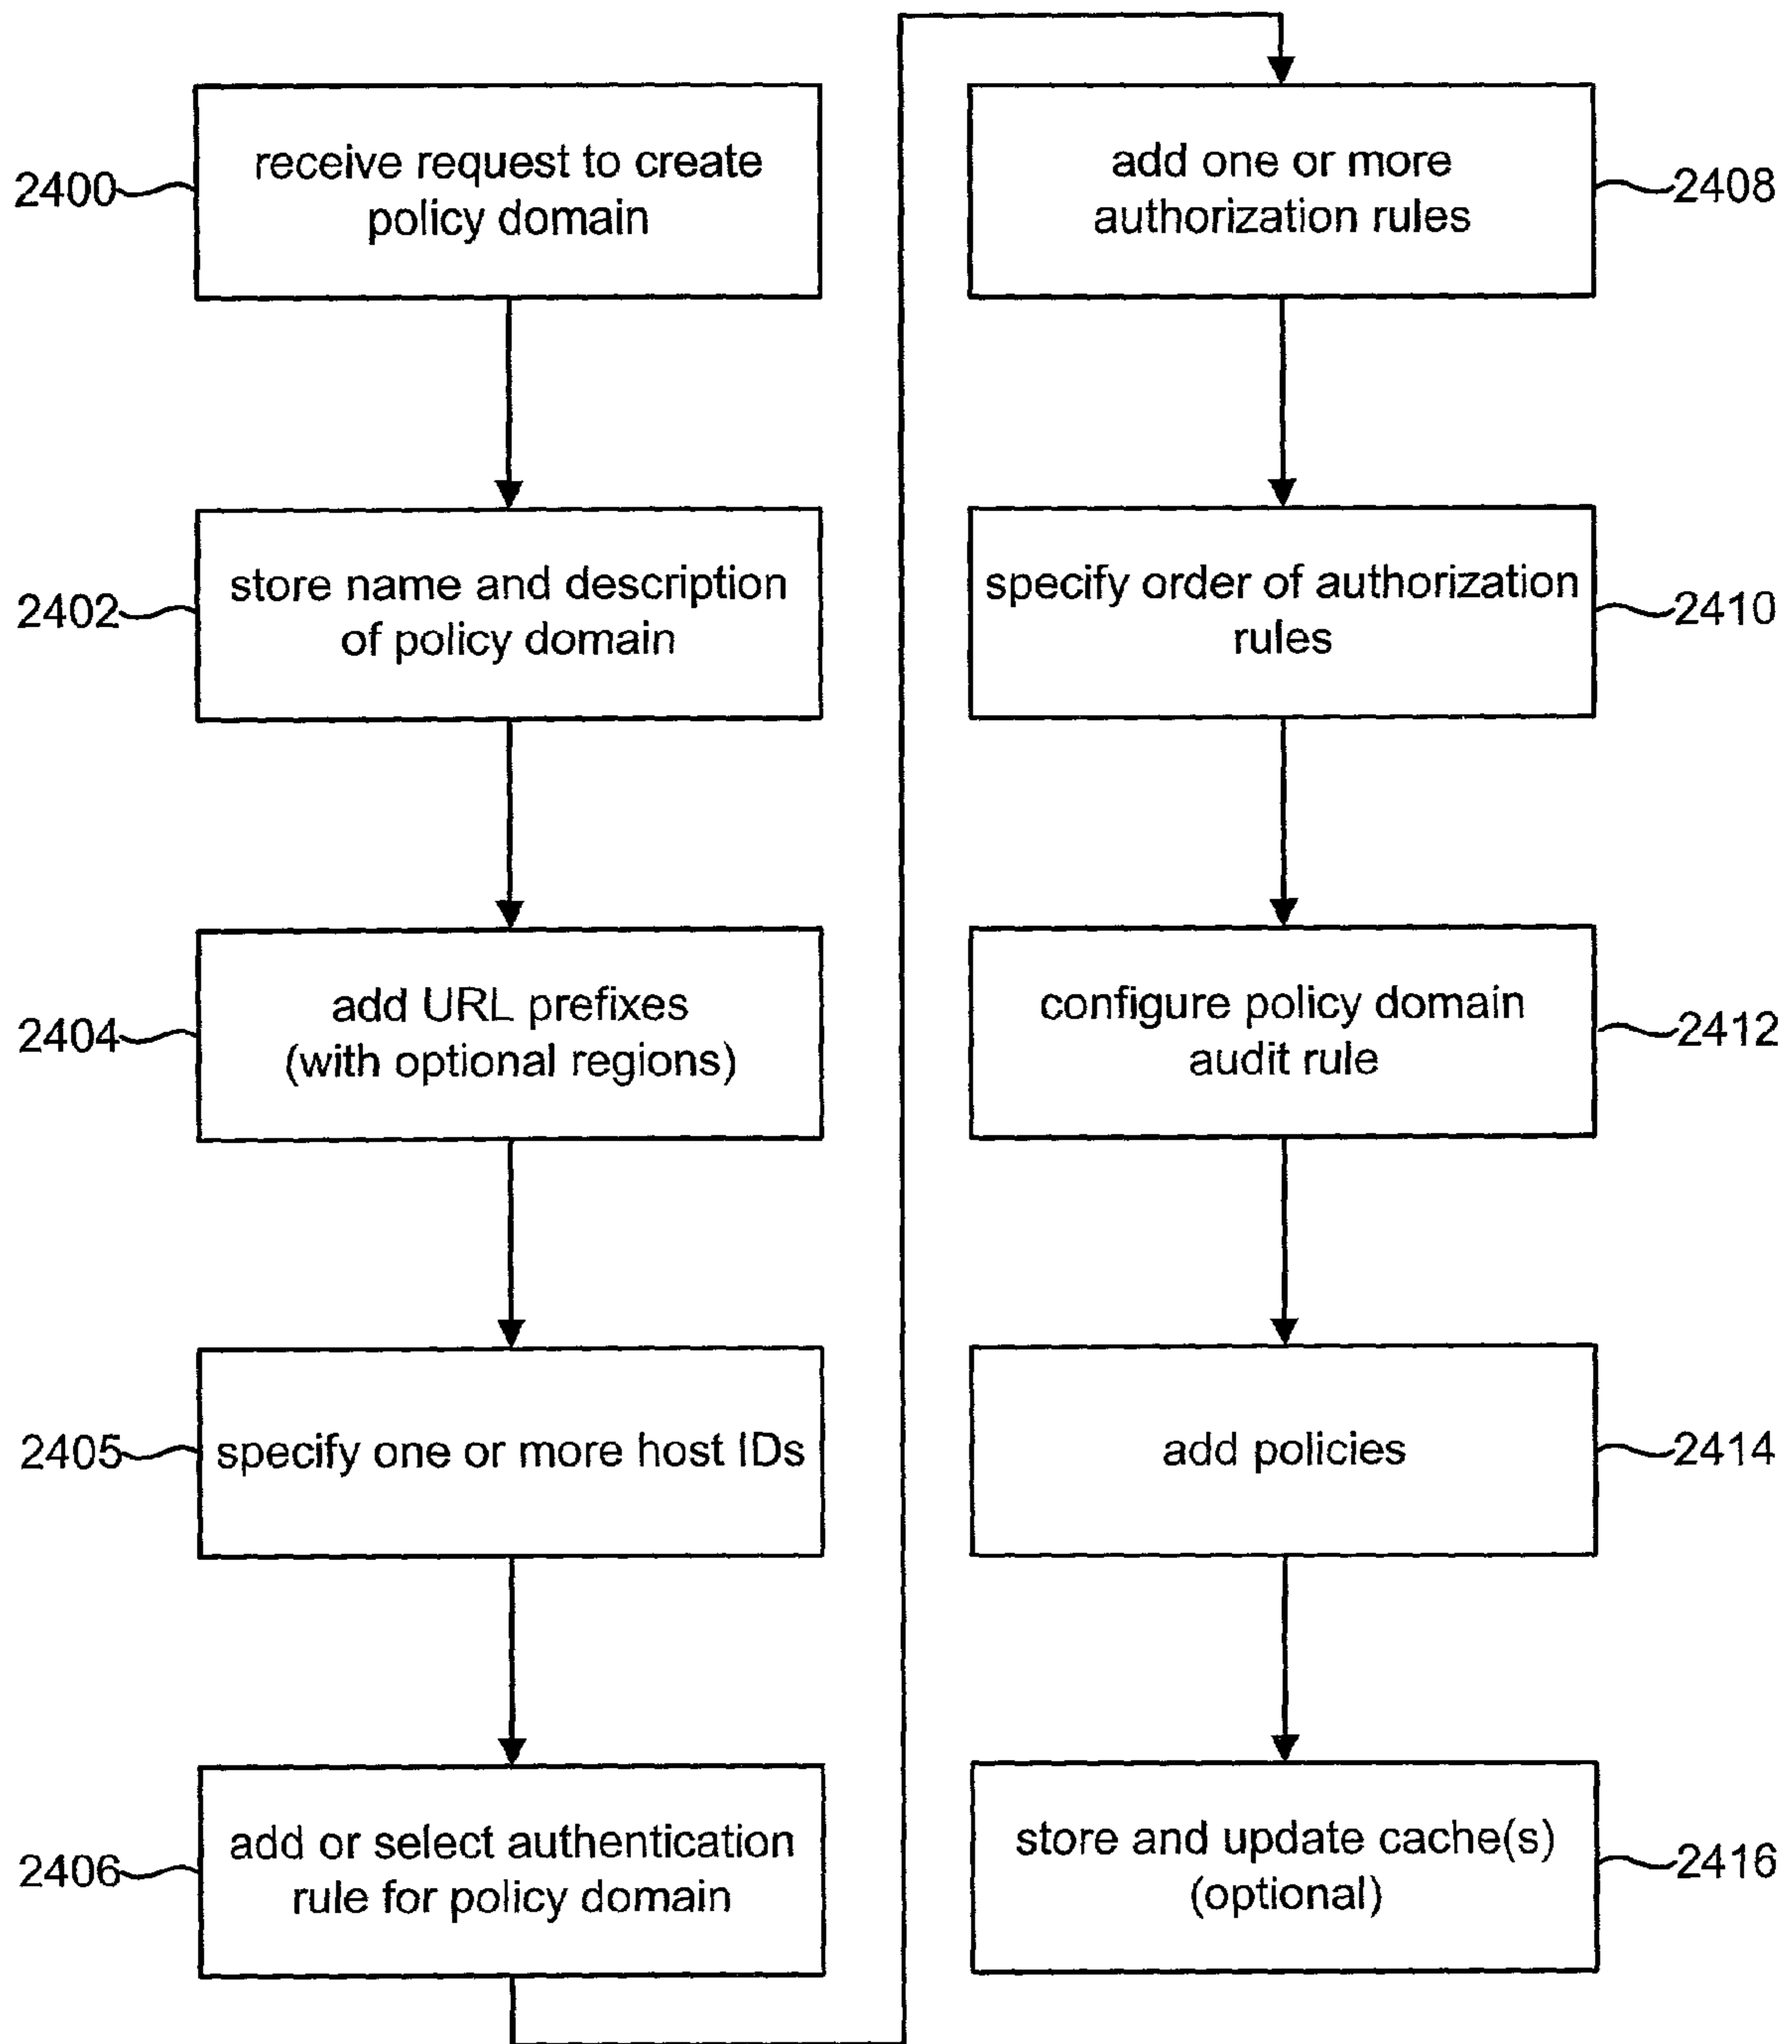 2400
receive request to create
policy domain
2402
store name and description
of policy domain
2404
add URL prefixes
(with optional regions)
2405
specify one or more host IDs
2406
add or select authentication
rule for policy domain
add one or more
authorization rules
2408
specify order of authorization
rules
2410
configure policy domain
audit rule
2412
add policies
2414
store and update cache(s)
(optional)
2416